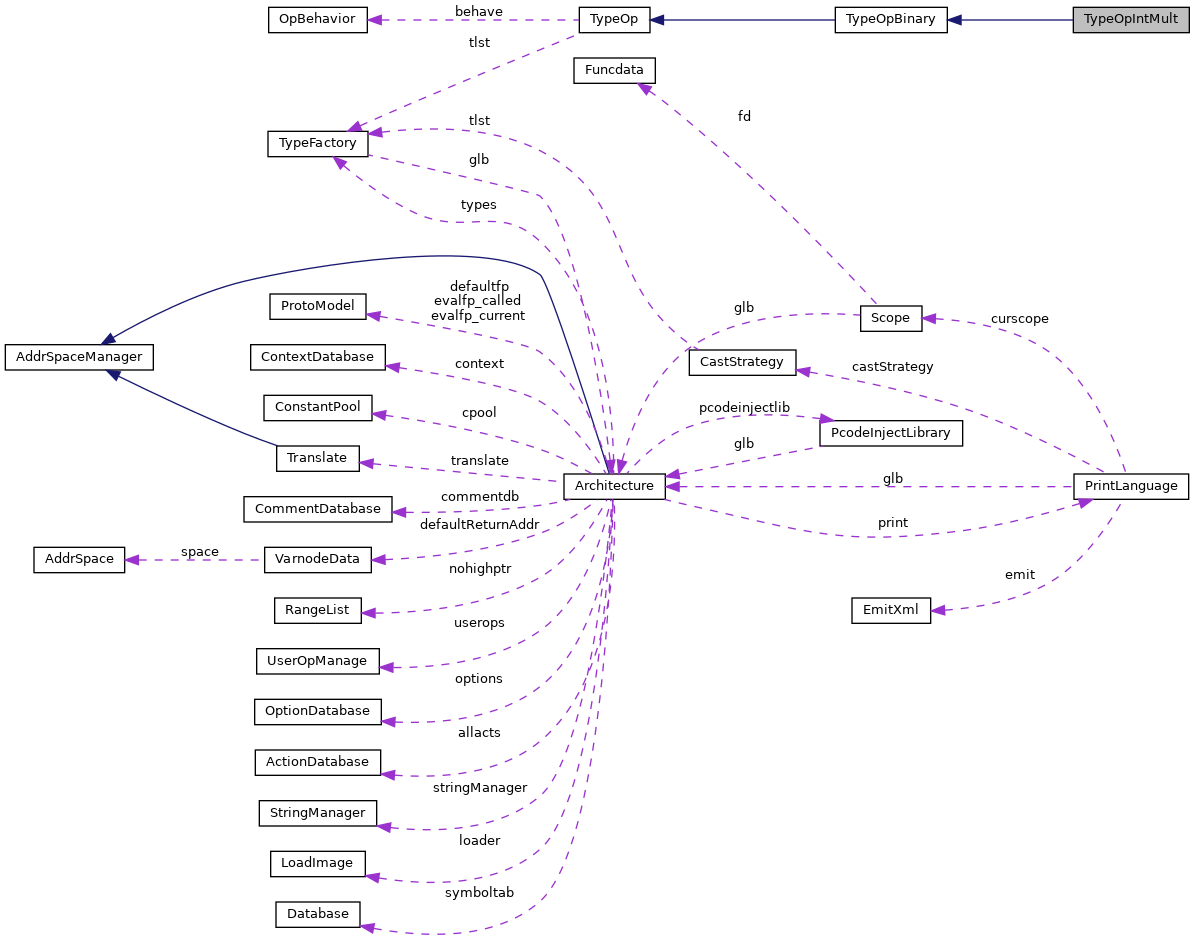 OpBehavior
behave
TypeOp
TypeOpBinary
TypeOpIntMult
tlst
Funcdata
fd
tlst
TypeFactory
glb
types
defaultfp
evalfp_called
evalfp_current
ProtoModel
glb
Scope
curscope
AddrSpaceManager
ContextDatabase
context
CastStrategy
castStrategy
ConstantPool
cpool
pcodeinjectlib
PcodeInjectLibrary
glb
Translate
translate
Architecture
glb
PrintLanguage
CommentDatabase
commentdb
defaultReturnAddr
print
AddrSpace
space
VarnodeData
nohighptr
emit
RangeList
EmitXml
userops
UserOpManage
options
OptionDatabase
allacts
ActionDatabase
stringManager
StringManager
loader
LoadImage
symboltab
Database